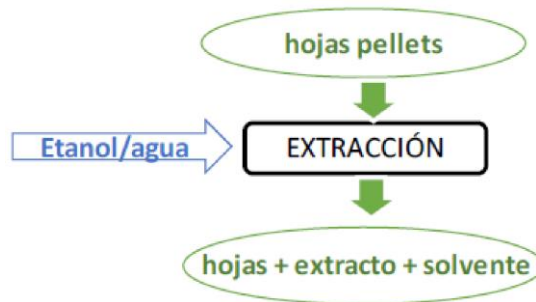 hojas pellets
Etanol/agua
EXTRACCIÓN
hojas + extracto + solvente